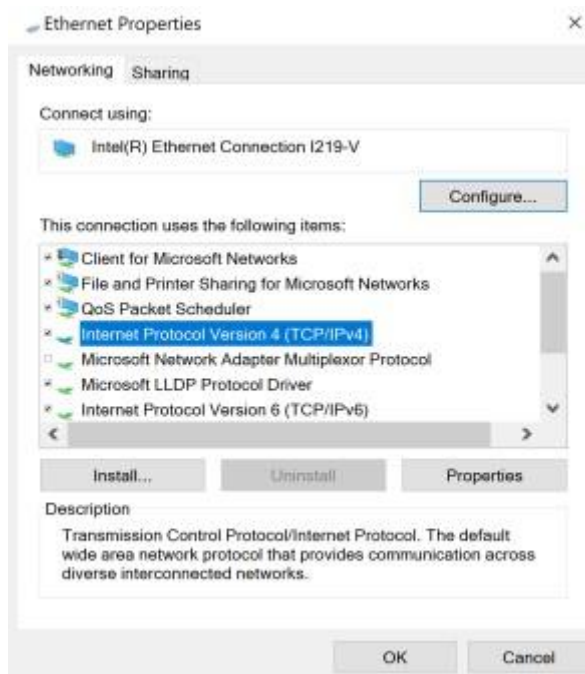 Ethernet Properties
Networking
Sharing
Connect using:
Intel(R) Ethernet Connection I219-V
Configure...
This connection uses the following items:
Client for Microsoft Networks
File and Printer Sharing for Microsoft Networks
QoS Packet Scheduler
Internet Protocol Version 4 (TCP/IPv4)
Microsoft Network Adapter Multiplexor Protocol
Microsoft LLDP Protocol Driver
Internet Protocol Version 6 (TCP/IPv6)
Install...
Uninstall
Properties
Description
Transmission Control Protocol/Internet Protocol. The default
wide area network protocol that provides communication across
diverse interconnected networks.
OK
Cancel